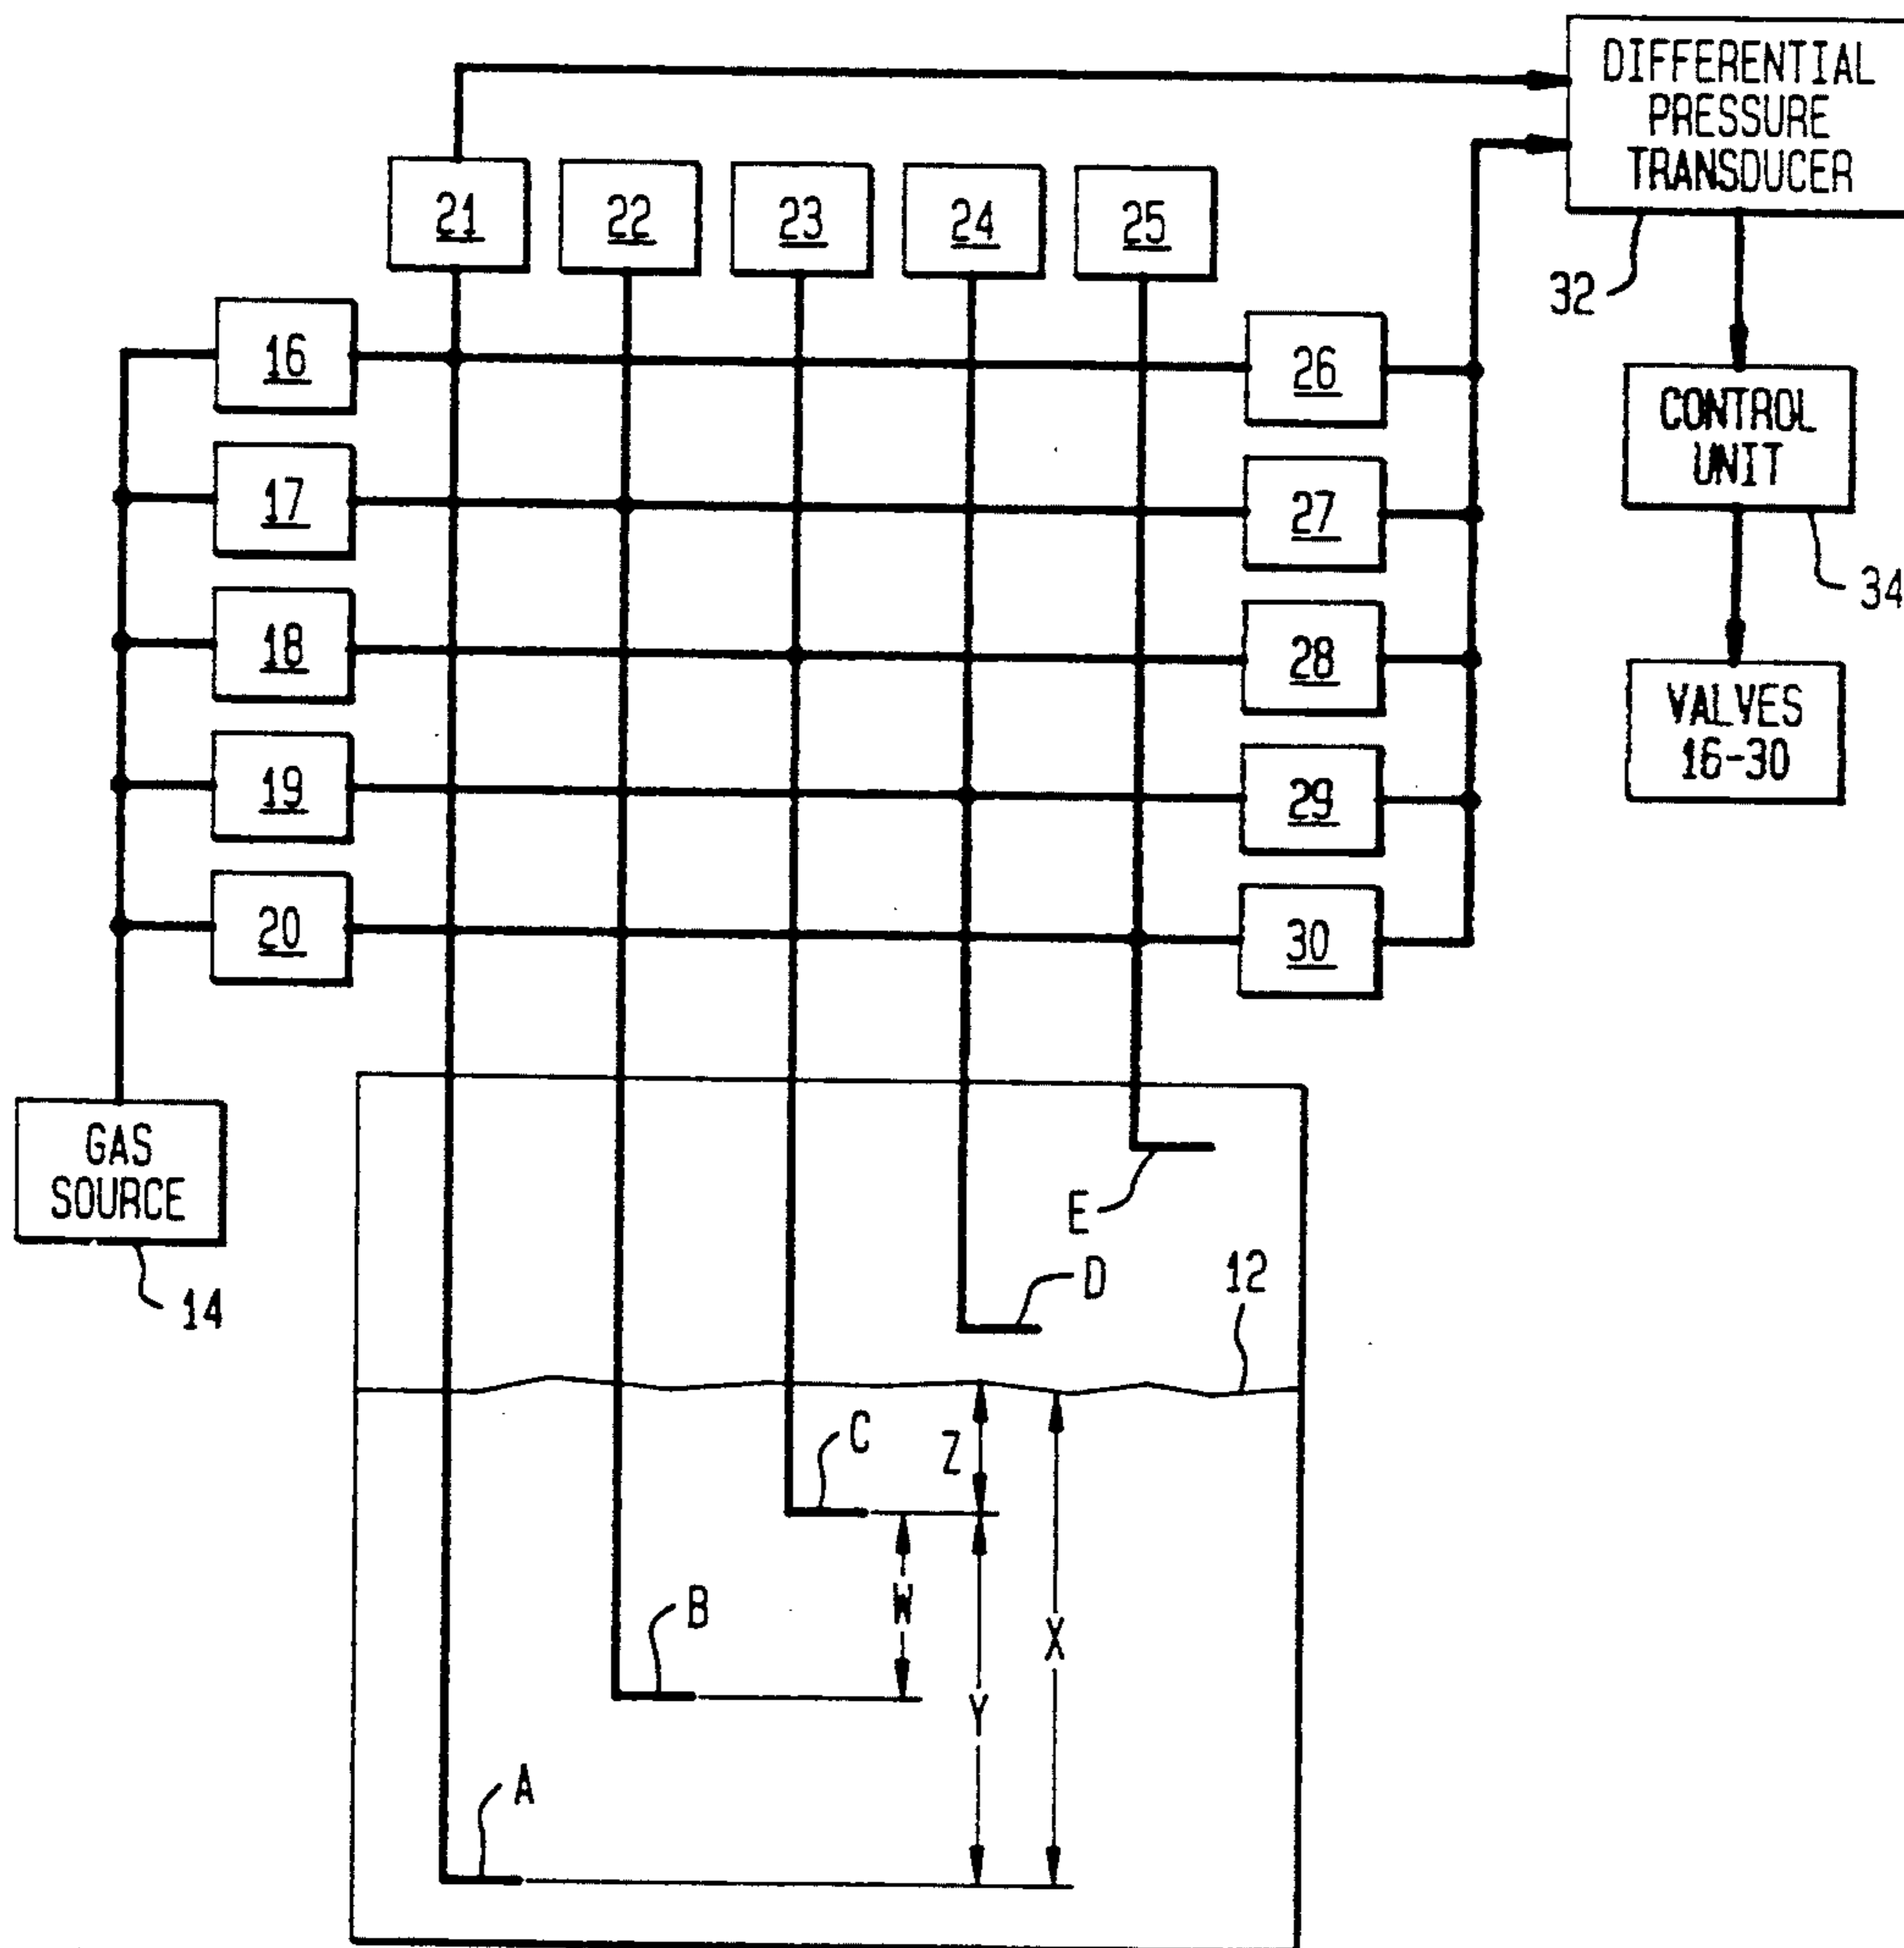 DIFFERENTIAL
PRESSURE
TRANSDUCER
21
22
23
24
25
32
16
26
CONTROL
UNIT
17
27
34
18
28
VALVES
16-30
19
29
20
30
GAS
SOURCE
14
E
D
12
C
Z
W
B
X
Y
A